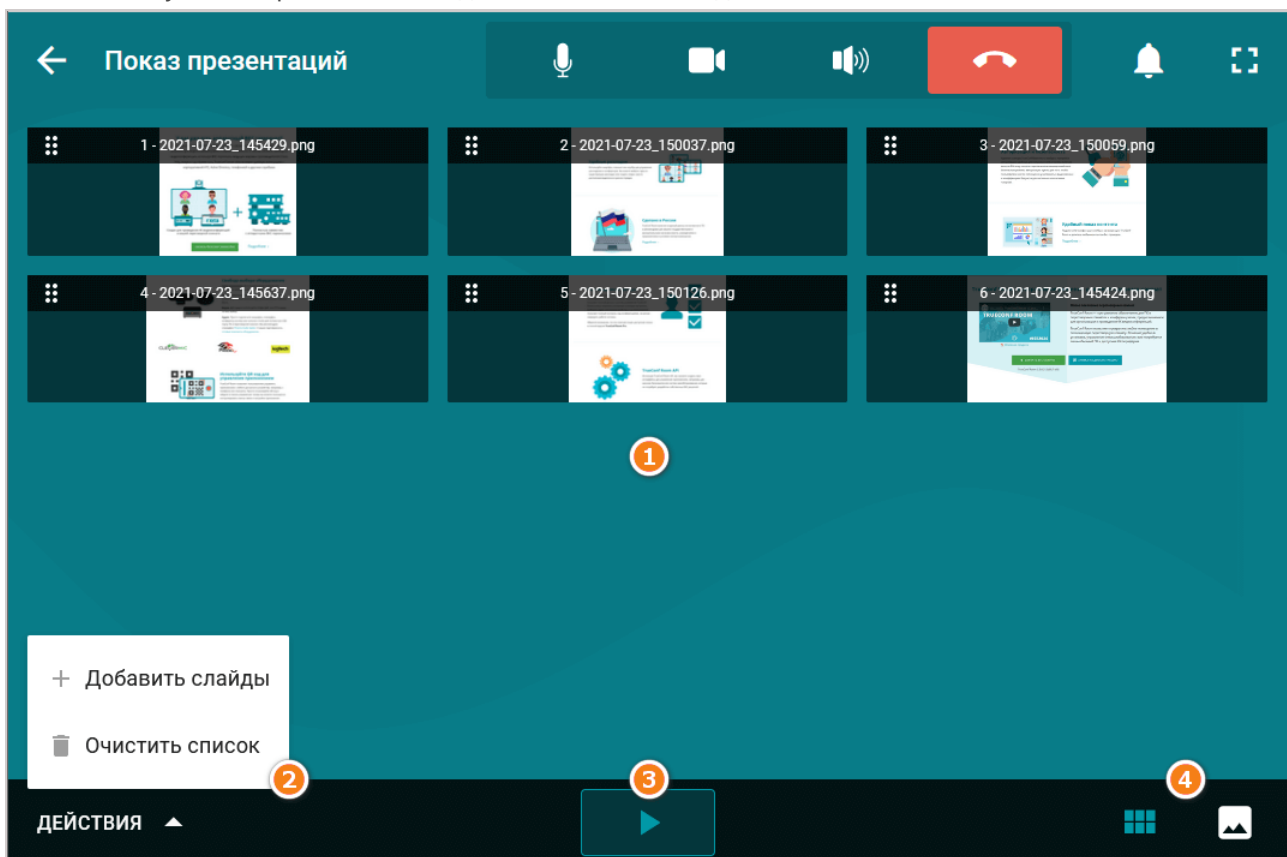 Показ презентаций
1 - 2021-07-23_145429.png
2 - 2021-07-23_150037.png
3 - 2021-07-23_150059.png
4 - 2021-07-23_145637.png
5 - 2021-07-23_150126.png
6 - 2021-07-23_145424.png
1
Добавить слайды
Очистить список
2
3
4
ДЕЙСТВИЯ